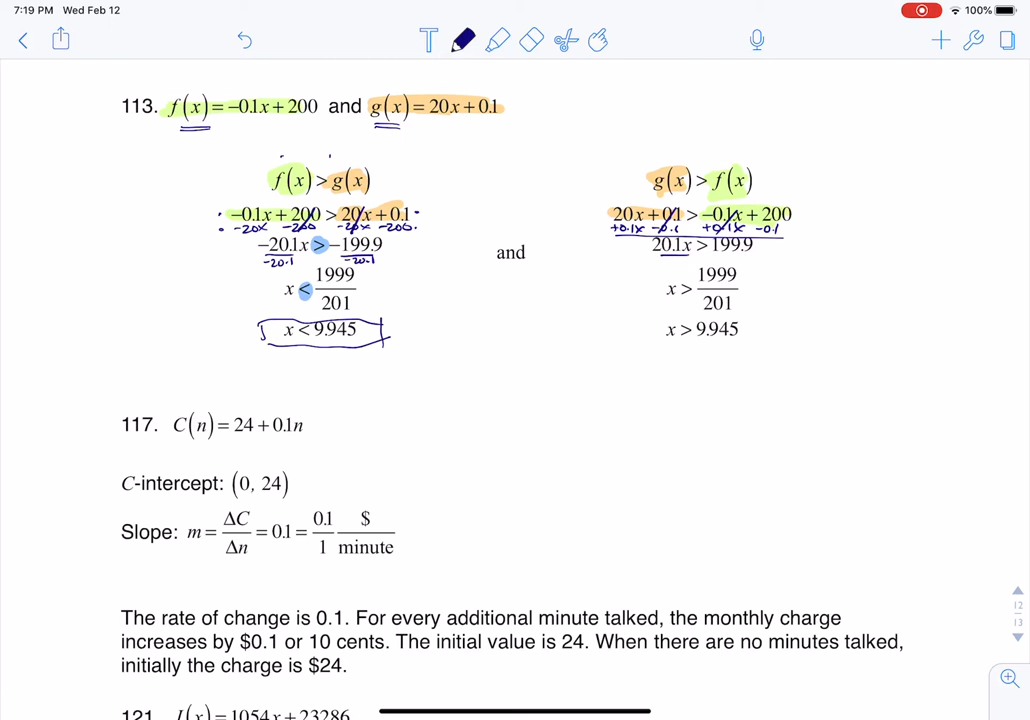 7:19 PM Wed Feb 12
100%
113. f(x) = −0.1x + 200 and g(x) = 20x + 0.1
f(x) > g(x)
−0.1x + 200 > 20x + 0.1
−20x −200 −20x −200
−20.1x > −199.9
−20.1 −20.1
x < 1999/201
x < 9.945
and
g(x) > f(x)
20x + 0.1 > −0.1x + 200
+0.1x −0.1 +0.1x −0.1
20.1x > 199.9
x > 1999/201
x > 9.945
117. C(n) = 24 + 0.1n
C-intercept: (0, 24)
Slope: m = ΔC/Δn = 0.1 = 0.1/1 $/minute
The rate of change is 0.1. For every additional minute talked, the monthly charge
increases by $0.1 or 10 cents. The initial value is 24. When there are no minutes talked,
initially the charge is $24.
121. I(x) = 1054x + 23286
12
13